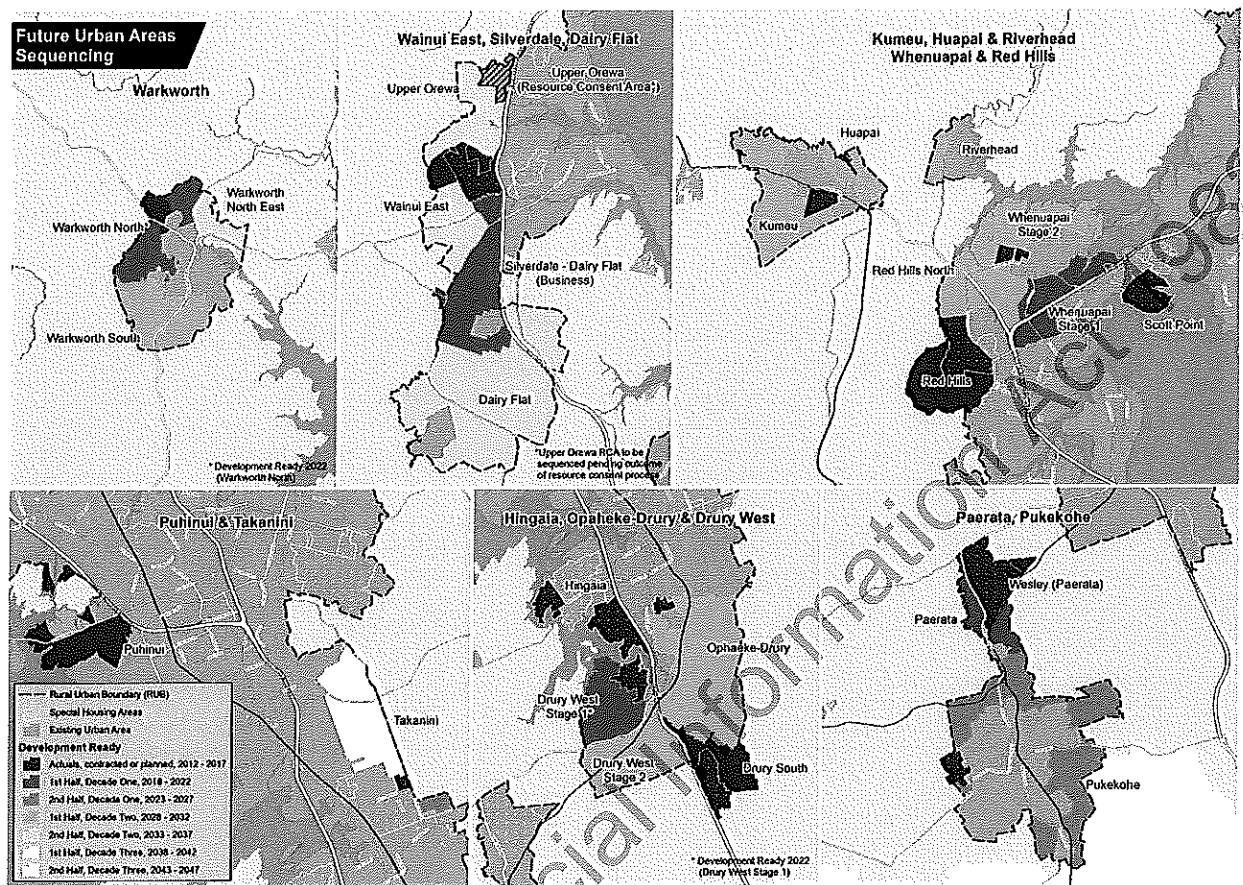 Future Urban Areas
Sequencing
Warkworth
Warkworth
North East
Warkworth North*
Warkworth South
* Development Ready 2022
(Warkworth North)
Wainui East, Silverdale, Dairy Flat
Upper Orewa
Upper Orewa
(Resource Consent Area*)
Wainui East
Silverdale - Dairy Flat
(Business)
Dairy Flat
*Upper Orewa RCA to be
sequenced pending outcome
of resource consent process
Kumeu, Huapai & Riverhead
Whenuapai & Red Hills
Huapai
Riverhead
Kumeu
Whenuapai
Stage 2
Red Hills North
Whenuapai
Stage 1
Scott Point
Red Hills
Puhinui & Takanini
Puhinui
Takanini
Rural Urban Boundary (RUB)
Special Housing Areas
Existing Urban Area
Development Ready
Actuals, contracted or planned, 2012 - 2017
1st Half, Decade One, 2018 - 2022
2nd Half, Decade One, 2023 - 2027
1st Half, Decade Two, 2028 - 2032
2nd Half, Decade Two, 2033 - 2037
1st Half, Decade Three, 2038 - 2042
2nd Half, Decade Three, 2043 - 2047
Hingaia, Opaheke-Drury & Drury West
Hingaia
Ophaeke-Drury
Drury West
Stage 1*
Drury West
Stage 2
Drury South
* Development Ready 2022
(Drury West Stage 1)
Paerata, Pukekohe
Wesley (Paerata)
Paerata
Pukekohe
cial Information Act 198